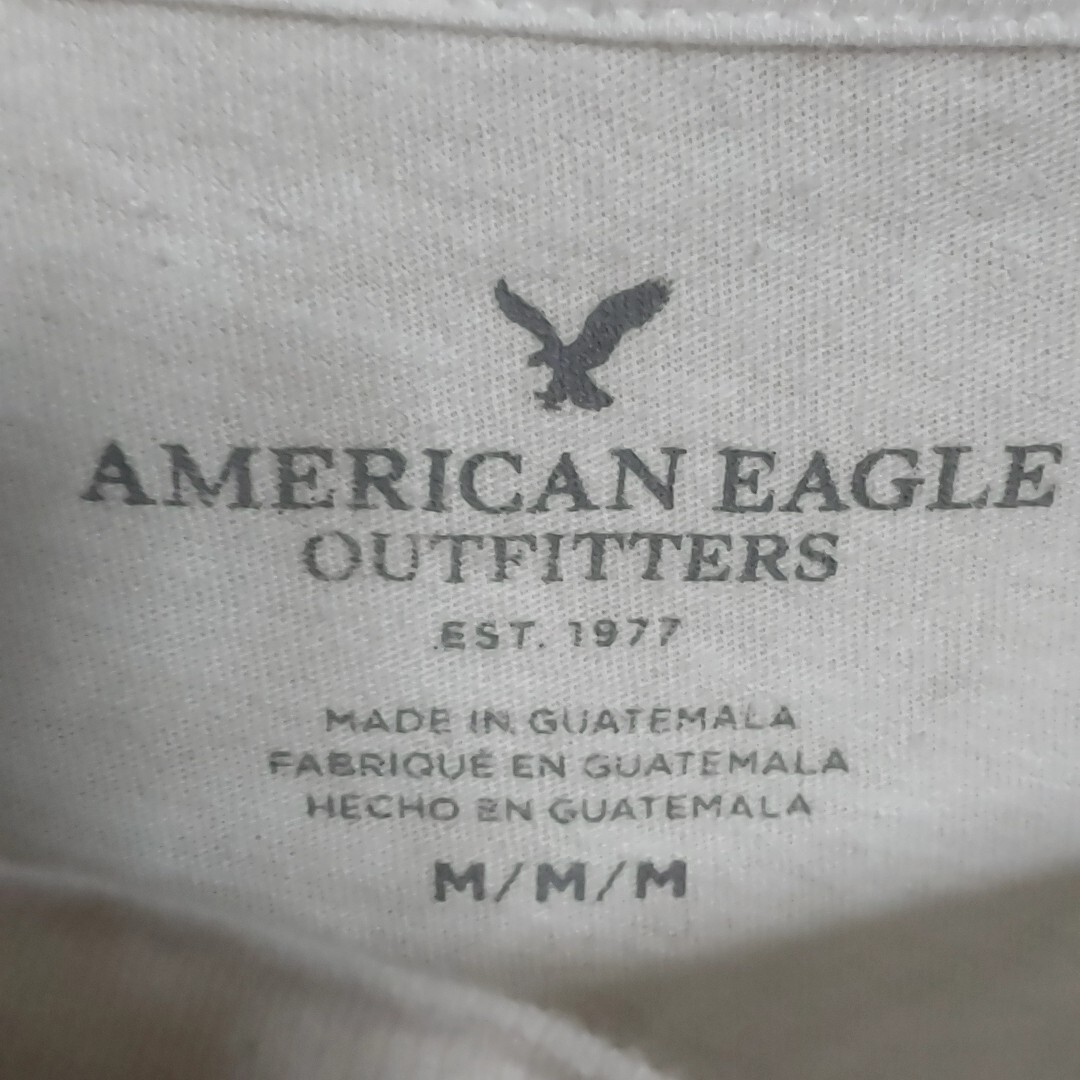 AMERICAN EAGLE
OUTFITTERS
EST. 1977
MADE IN GUATEMALA
FABRIQUÉ EN GUATEMALA
HECHO EN GUATEMALA
M/M/M